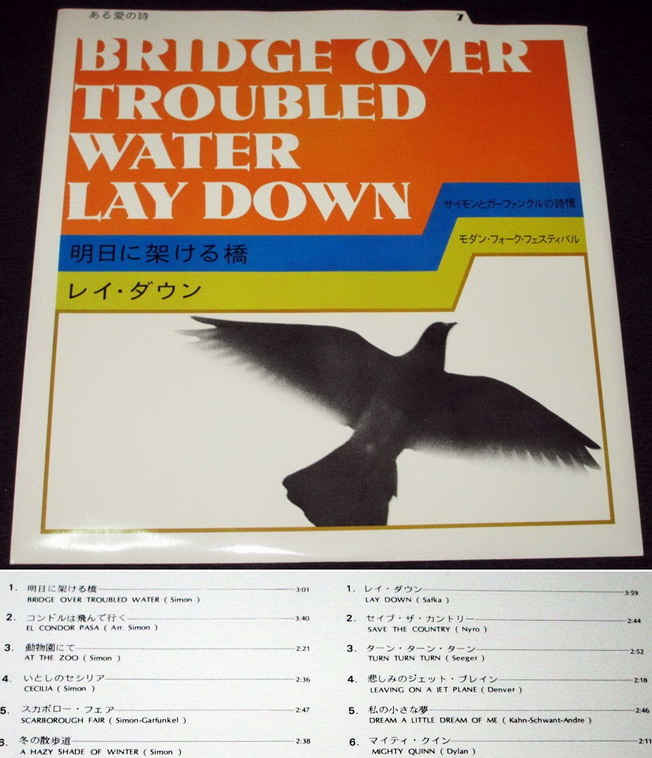 ある愛の詩
7
BRIDGE OVER
TROUBLED
WATER
LAY DOWN
サイモンとガーファンクルの詩情
明日に架ける橋
モダン・フォーク・フェスティバル
レイ・ダウン
1. 明日に架ける橋 3:01
BRIDGE OVER TROUBLED WATER ( Simon )
2. コンドルは飛んで行く 3:40
EL CONDOR PASA ( Arr. Simon )
3. 動物園にて 2:21
AT THE ZOO ( Simon )
4. いとしのセシリア 2:36
CECILIA ( Simon )
5. スカボロー・フェア 2:47
SCARBOROUGH FAIR ( Simon-Garfunkel )
6. 冬の散歩道 2:38
A HAZY SHADE OF WINTER ( Simon )
1. レイ・ダウン 3:59
LAY DOWN ( Safka )
2. セイブ・ザ・カントリー 2:44
SAVE THE COUNTRY ( Nyro )
3. ターン・ターン・ターン 2:52
TURN TURN TURN ( Seeger )
4. 悲しみのジェット・プレイン 2:18
LEAVING ON A JET PLANE ( Denver )
5. 私の小さな夢 2:46
DREAM A LITTLE DREAM OF ME ( Kahn-Schwant-Andre )
6. マイティ・クイン 2:11
MIGHTY QUINN ( Dylan )